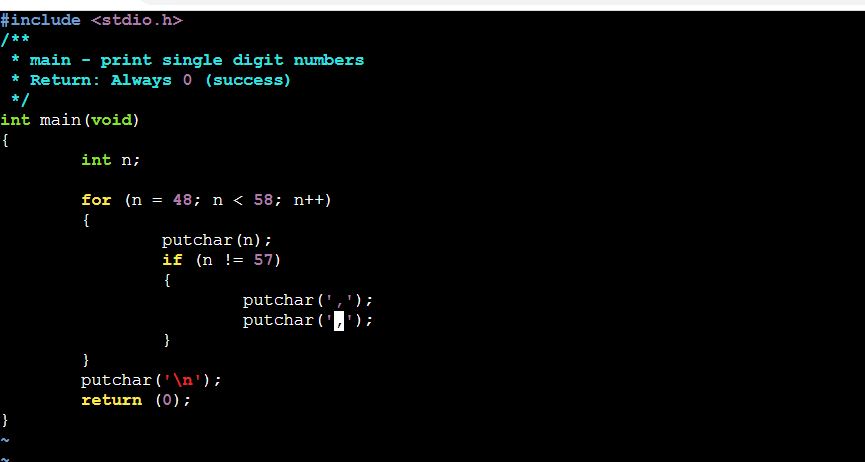 #include <stdio.h>
/**
 * main - print single digit numbers
 * Return: Always 0 (success)
 */
int main(void)
{
        int n;

        for (n = 48; n < 58; n++)
        {
                putchar(n);
                if (n != 57)
                {
                        putchar(',');
                        putchar(',');
                }
        }
        putchar('\n');
        return (0);
}
~
~